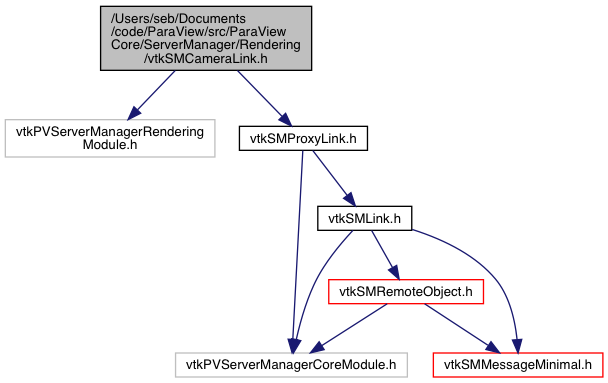 /Users/seb/Documents
/code/ParaView/src/ParaView
Core/ServerManager/Rendering
/vtkSMCameraLink.h
vtkPVServerManagerRendering
Module.h
vtkSMProxyLink.h
vtkSMLink.h
vtkSMRemoteObject.h
vtkPVServerManagerCoreModule.h
vtkSMMessageMinimal.h